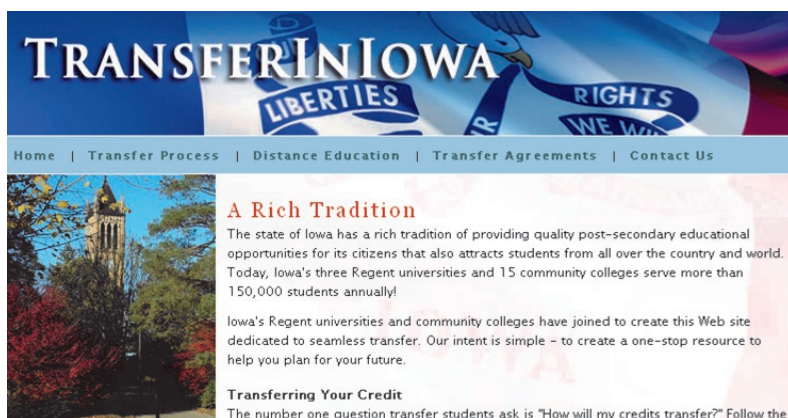 TRANSFERINIOWA
LIBERTIES
RIGHTS
WE WI
Home | Transfer Process | Distance Education | Transfer Agreements | Contact Us
A Rich Tradition
The state of Iowa has a rich tradition of providing quality post-secondary educational
opportunities for its citizens that also attracts students from all over the country and world.
Today, Iowa's three Regent universities and 15 community colleges serve more than
150,000 students annually!
Iowa's Regent universities and community colleges have joined to create this Web site
dedicated to seamless transfer. Our intent is simple - to create a one-stop resource to
help you plan for your future.
Transferring Your Credit
The number one question transfer students ask is "How will my credits transfer?" Follow the